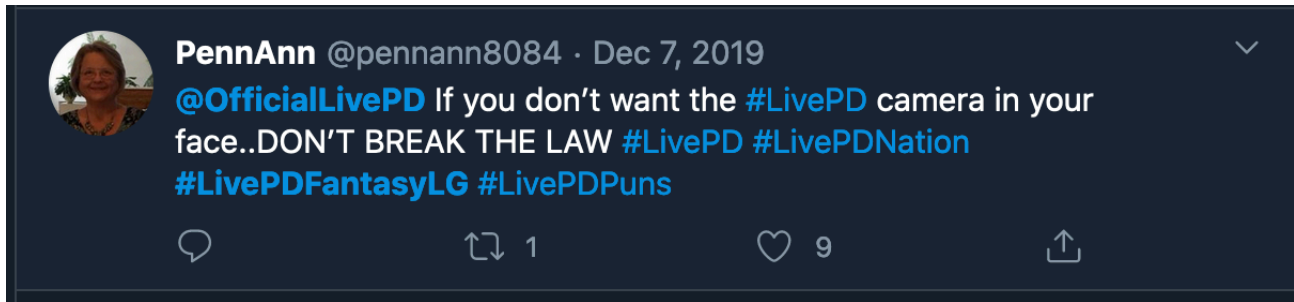 PennAnn @pennann8084 · Dec 7, 2019
@OfficialLivePD If you don’t want the #LivePD camera in your
face..DON’T BREAK THE LAW #LivePD #LivePDNation
#LivePDFantasyLG #LivePDPuns
1 9